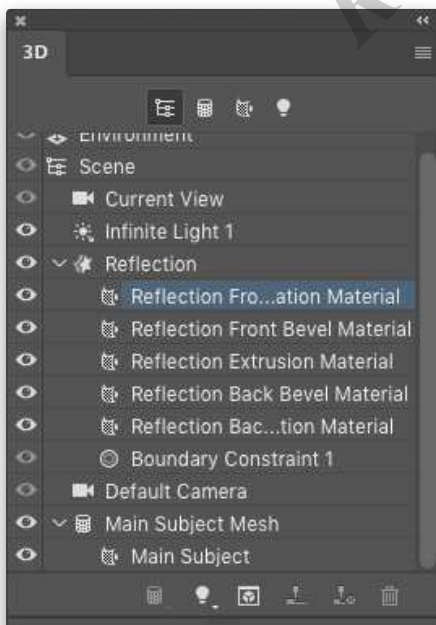 3D
Environment
Scene
Current View
Infinite Light 1
Reflection
Reflection Fro...ation Material
Reflection Front Bevel Material
Reflection Extrusion Material
Reflection Back Bevel Material
Reflection Bac...tion Material
Boundary Constraint 1
Default Camera
Main Subject Mesh
Main Subject